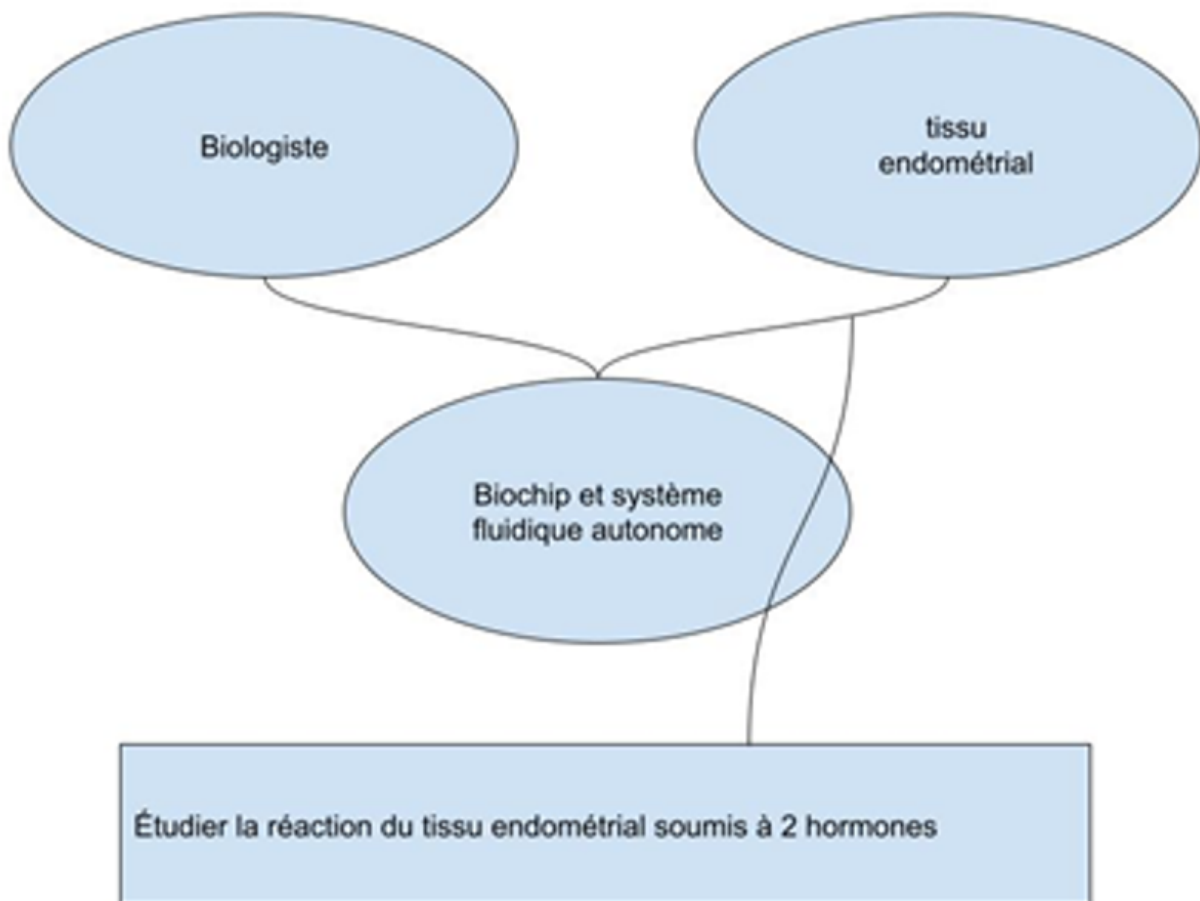 Biologiste
tissu
endométrial
Biochip et système
fluidique autonome
Étudier la réaction du tissu endométrial soumis à 2 hormones